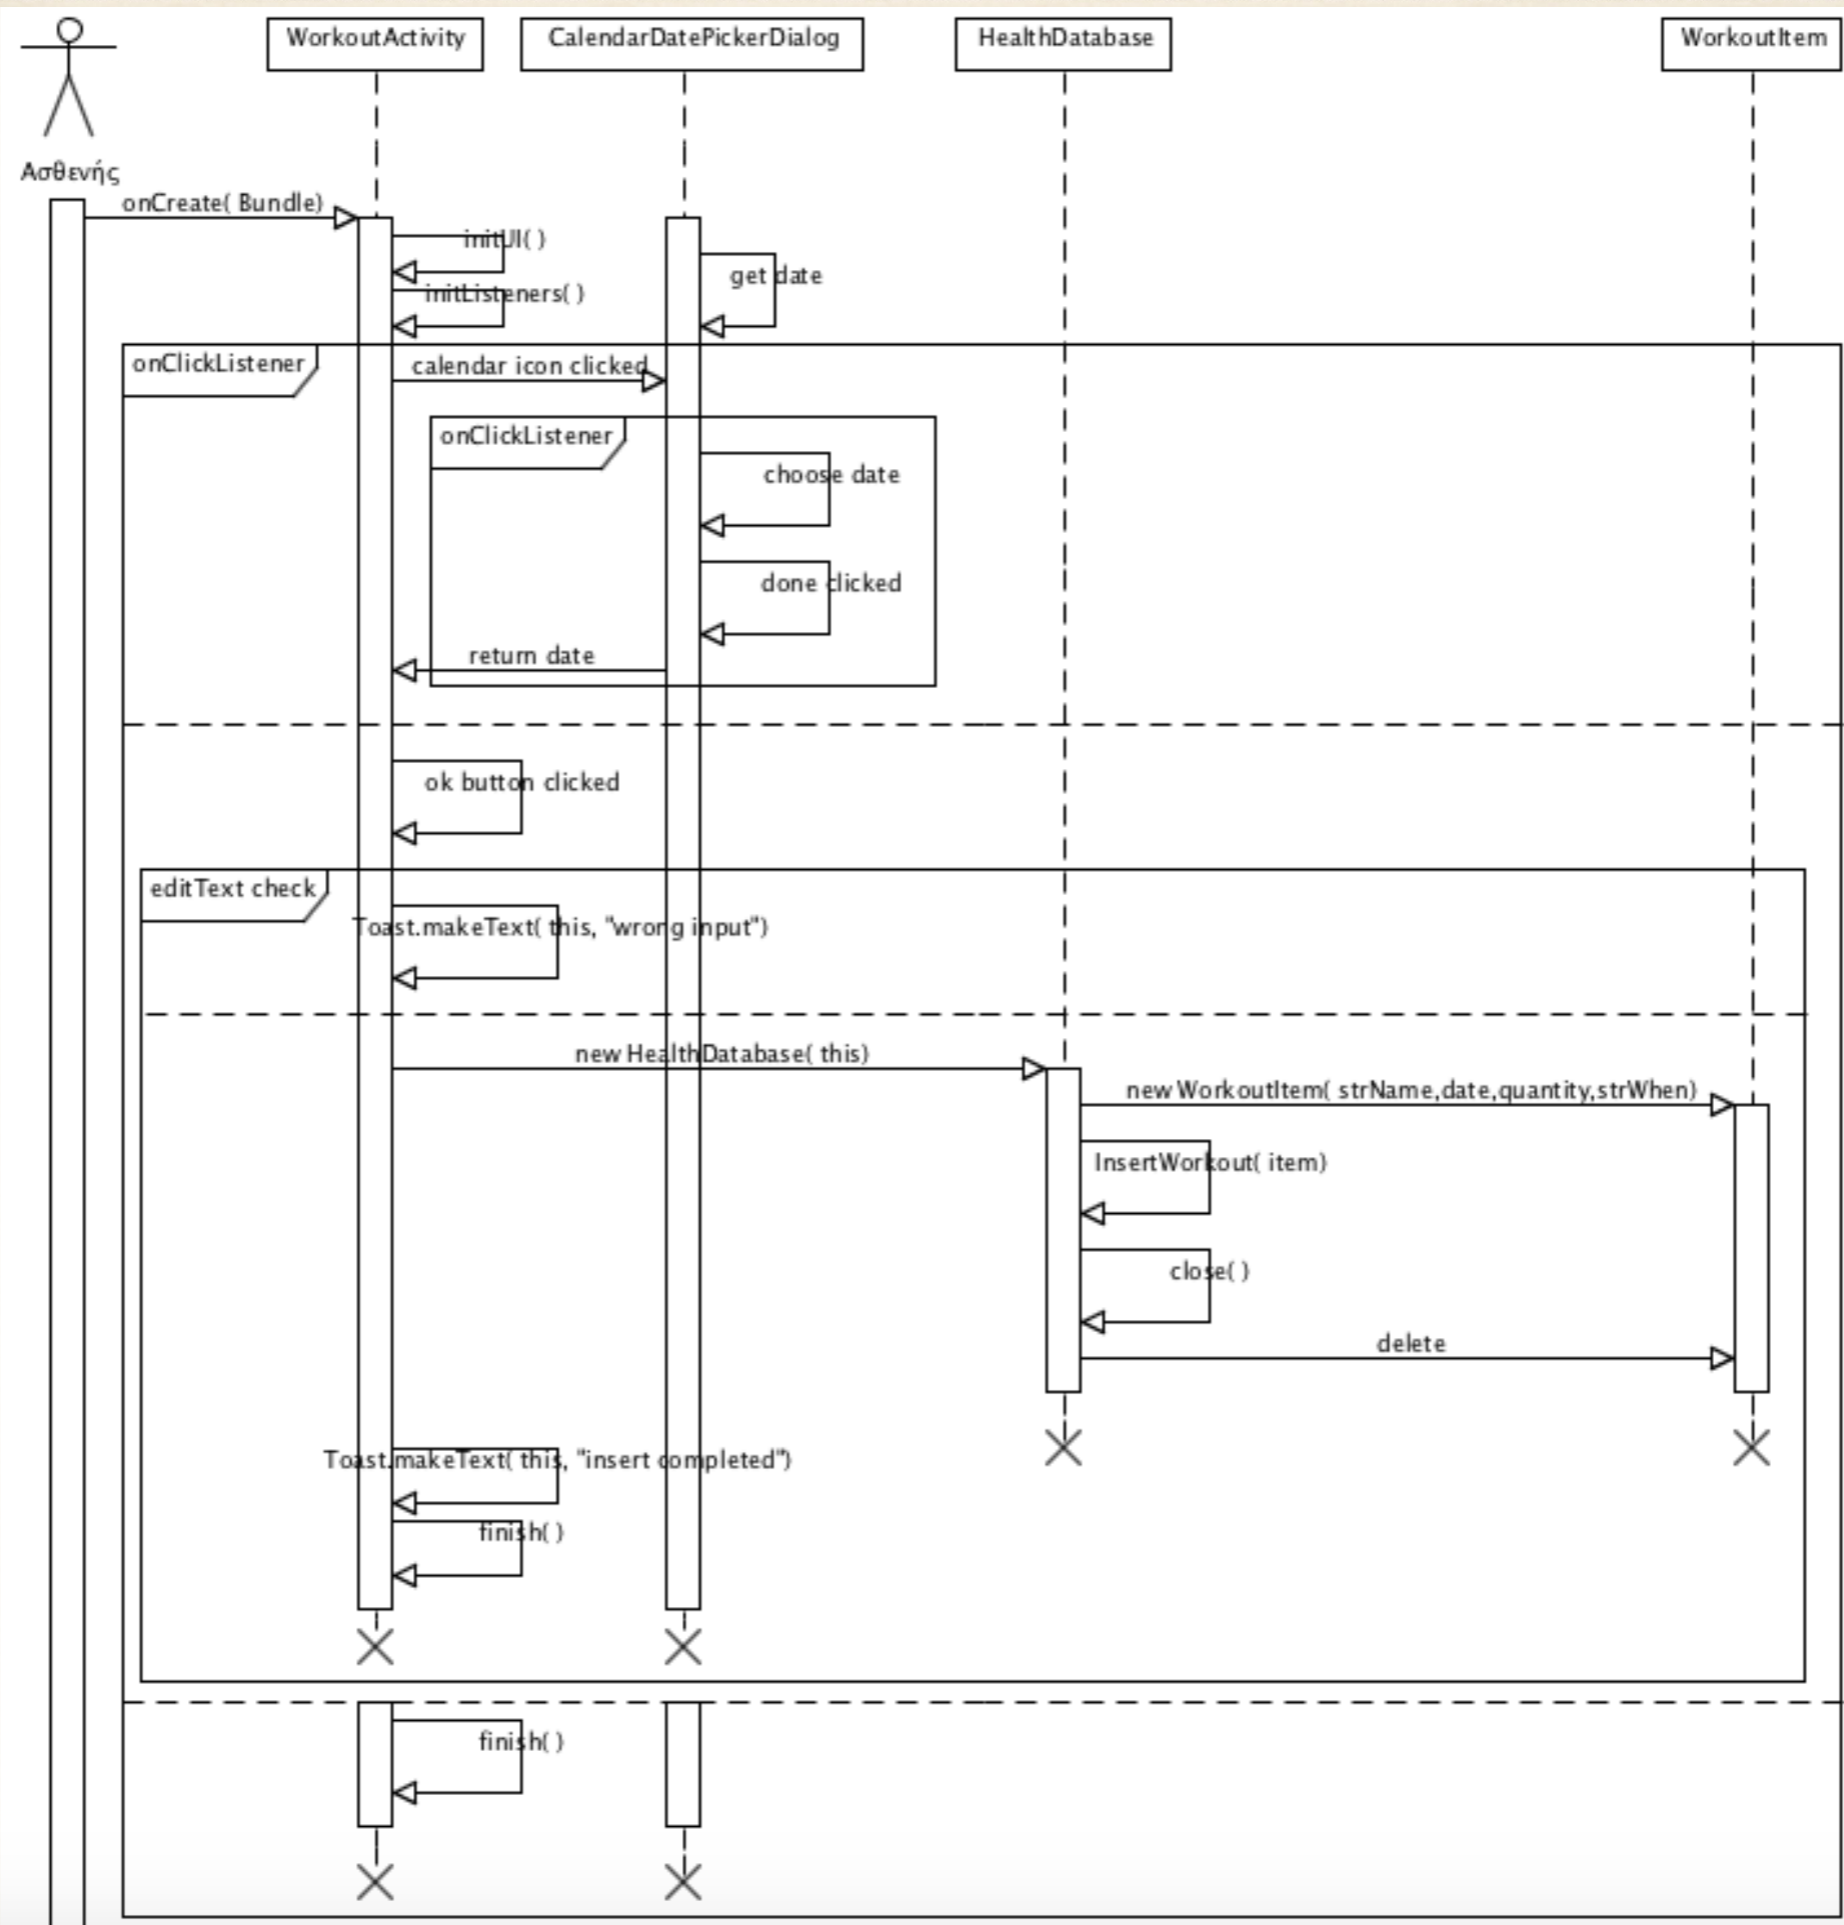 WorkoutActivity
CalendarDatePickerDialog
HealthDatabase
WorkoutItem
Ασθενής
onCreate( Bundle)
initUI( )
get date
initListeners( )
onClickListener
calendar icon clicked
onClickListener
choose date
done clicked
return date
ok button clicked
editText check
Toast.makeText( this, "wrong input")
new HealthDatabase( this)
new WorkoutItem( strName,date,quantity,strWhen)
InsertWorkout( item)
close( )
delete
Toast.makeText( this, "insert completed")
finish( )
finish( )